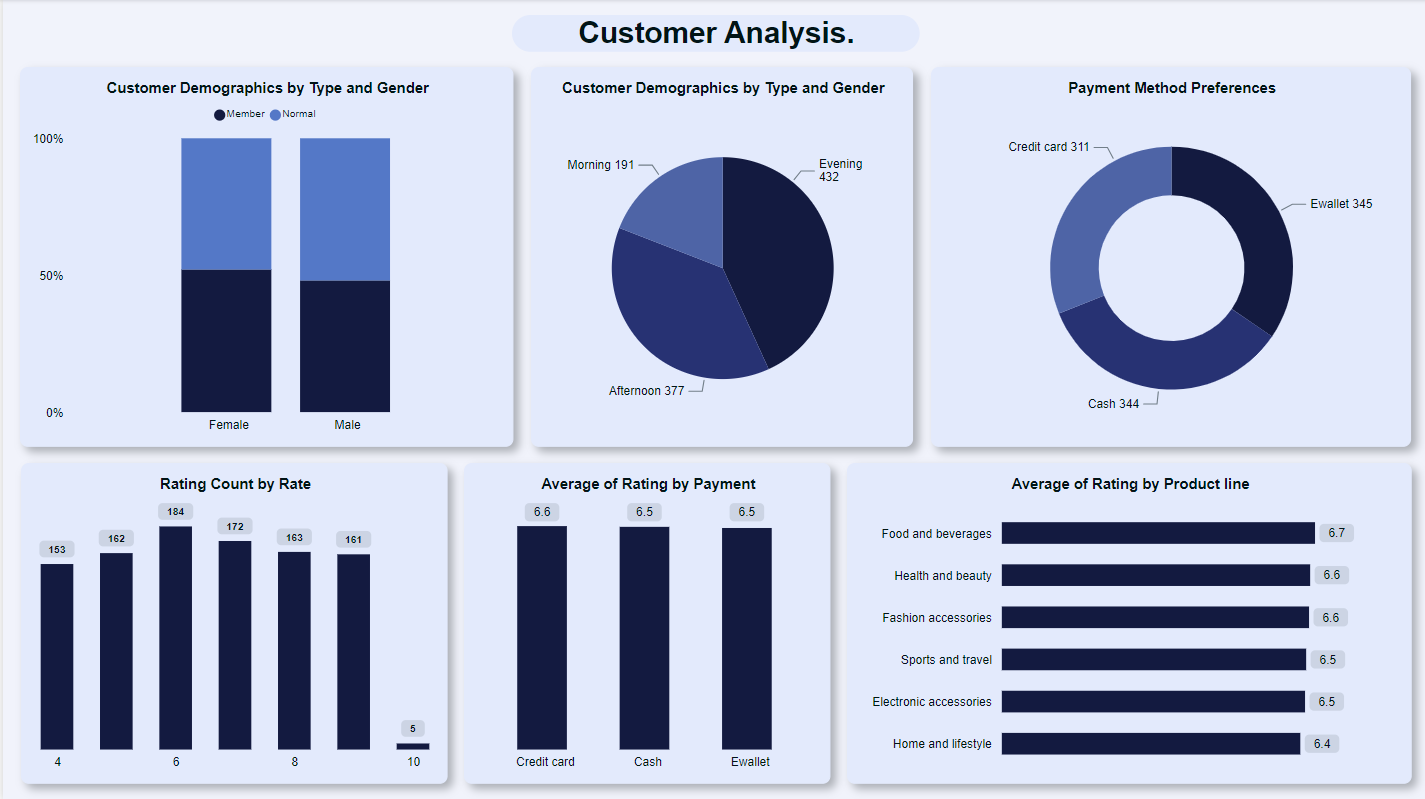 Customer Analysis.
Customer Demographics by Type and Gender
Member Normal
100%
50%
0%
Female Male
Customer Demographics by Type and Gender
Morning 191
Evening
432
Afternoon 377
Payment Method Preferences
Credit card 311
Ewallet 345
Cash 344
Rating Count by Rate
153 162 184 172 163 161 5
4 6 8 10
Average of Rating by Payment
6.6 6.5 6.5
Credit card Cash Ewallet
Average of Rating by Product line
Food and beverages 6.7
Health and beauty 6.6
Fashion accessories 6.6
Sports and travel 6.5
Electronic accessories 6.5
Home and lifestyle 6.4